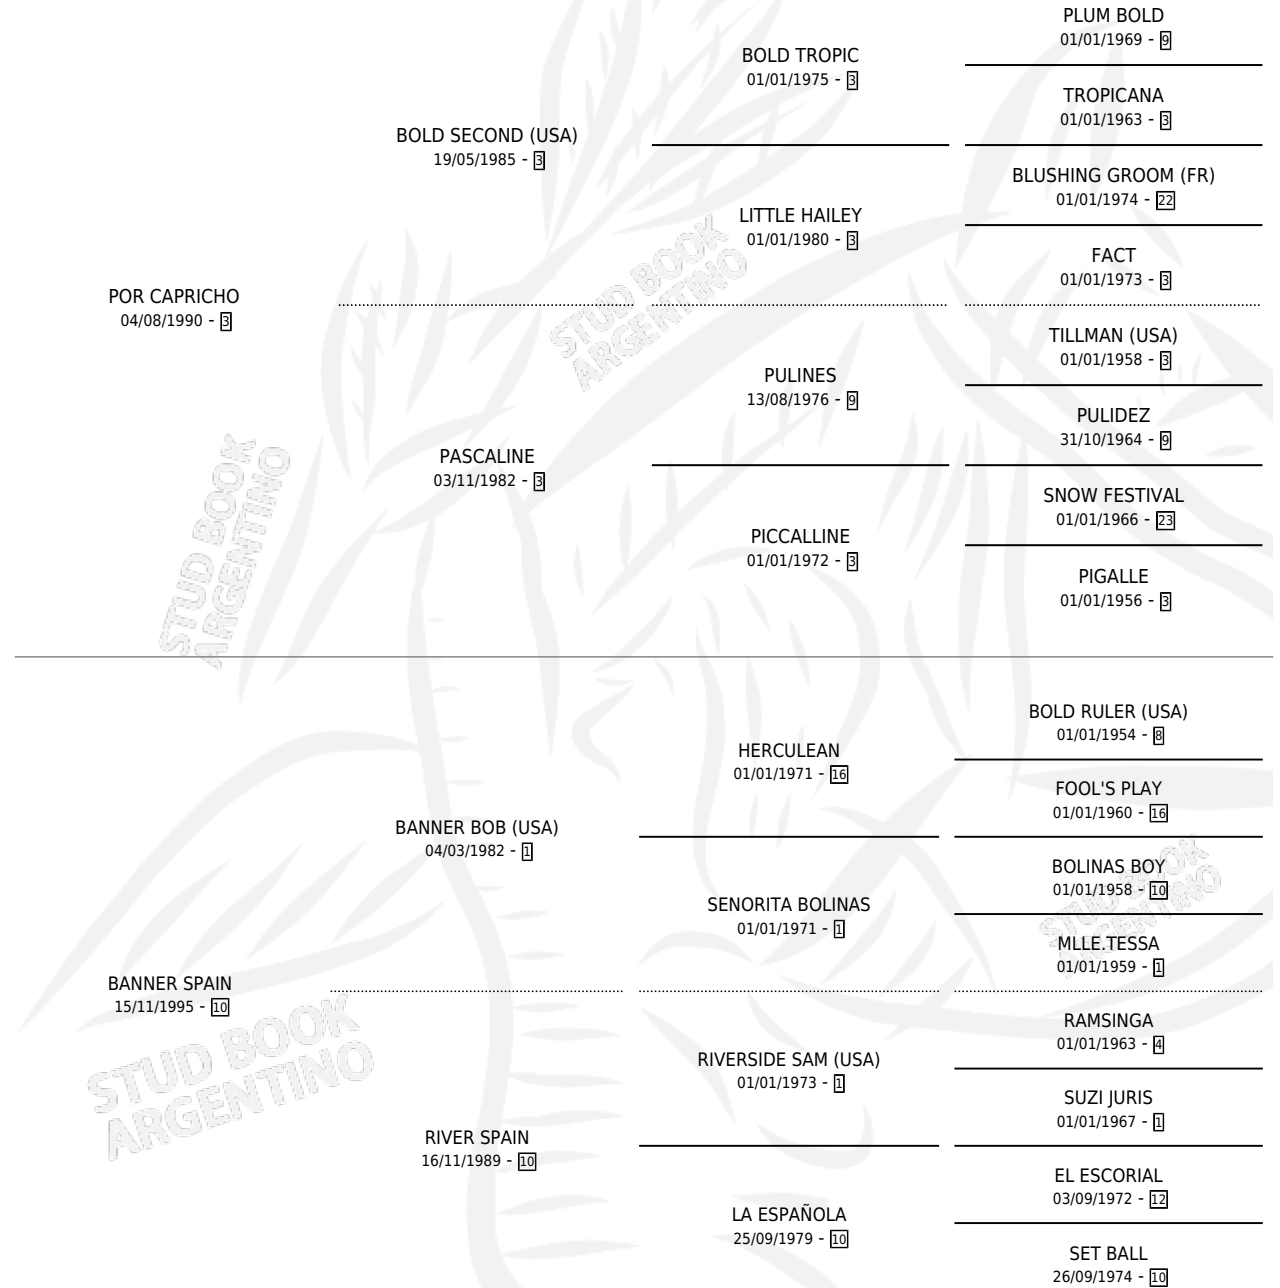 PLUM BOLD
01/01/1969 - 9
BOLD TROPIC
01/01/1975 - 3
TROPICANA
01/01/1963 - 3
BOLD SECOND (USA)
19/05/1985 - 3
BLUSHING GROOM (FR)
01/01/1974 - 22
LITTLE HAILEY
01/01/1980 - 3
FACT
01/01/1973 - 3
POR CAPRICHO
04/08/1990 - 3
STUD BOOK
ARGENTINO
TILLMAN (USA)
01/01/1958 - 3
PULINES
13/08/1976 - 9
PULIDEZ
31/10/1964 - 9
PASCALINE
03/11/1982 - 3
SNOW FESTIVAL
01/01/1966 - 23
PICCALLINE
01/01/1972 - 3
PIGALLE
01/01/1956 - 3
STUD BOOK
ARGENTINO
BOLD RULER (USA)
01/01/1954 - 8
HERCULEAN
01/01/1971 - 16
FOOL'S PLAY
01/01/1960 - 16
BANNER BOB (USA)
04/03/1982 - 1
BOLINAS BOY
01/01/1958 - 10
SENORITA BOLINAS
01/01/1971 - 1
MLLE.TESSA
01/01/1959 - 1
STUD BOOK
ARGENTINO
BANNER SPAIN
15/11/1995 - 10
RAMSINGA
01/01/1963 - 4
RIVERSIDE SAM (USA)
01/01/1973 - 1
SUZI JURIS
01/01/1967 - 1
STUD BOOK
ARGENTINO
RIVER SPAIN
16/11/1989 - 10
EL ESCORIAL
03/09/1972 - 12
LA ESPAÑOLA
25/09/1979 - 10
SET BALL
26/09/1974 - 10